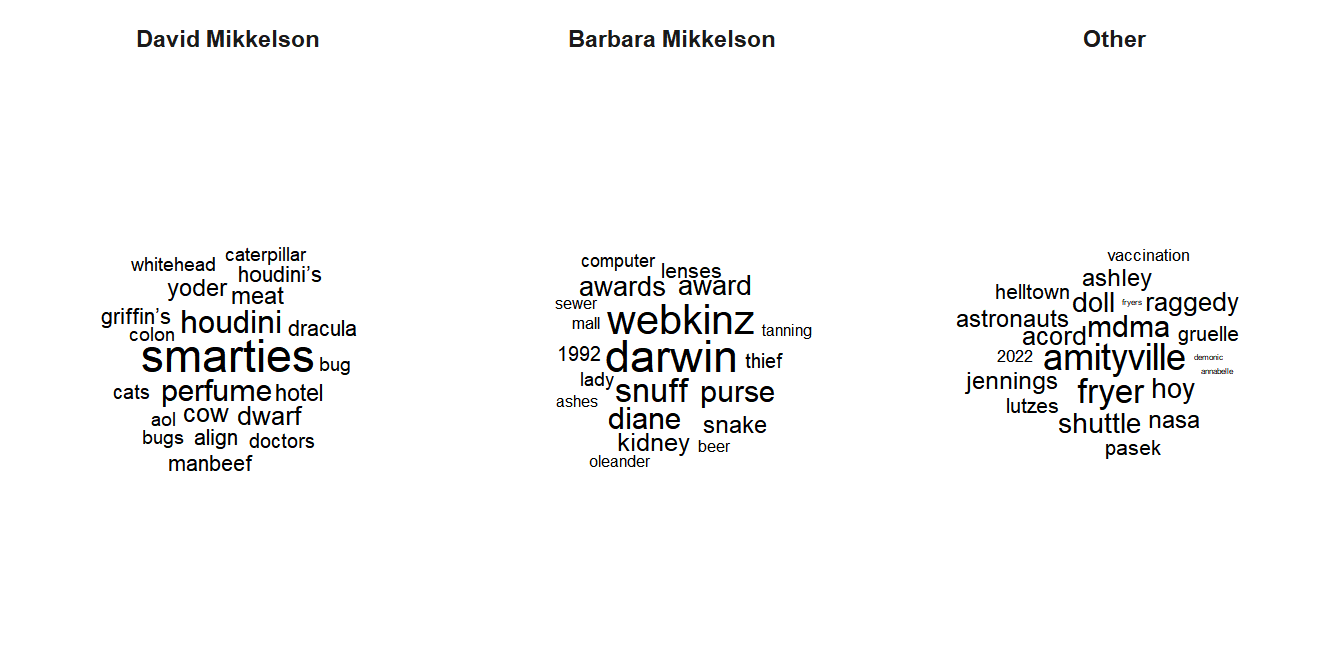 David Mikkelson
Barbara Mikkelson
Other
whitehead
caterpillar
houdini’s
yoder
meat
griffin’s
houdini
dracula
colon
smarties
bug
cats
perfume
hotel
aol
cow
dwarf
bugs
align
doctors
manbeef
computer
lenses
awards
award
sewer
mall
webkinz
tanning
1992
darwin
thief
lady
snuff
purse
ashes
diane
snake
kidney
beer
oleander
vaccination
ashley
helltown
doll
fryers
raggedy
astronauts
acord
mdma
gruelle
2022
amityville
demonic
annabelle
jennings
fryer
hoy
lutzes
shuttle
nasa
pasek